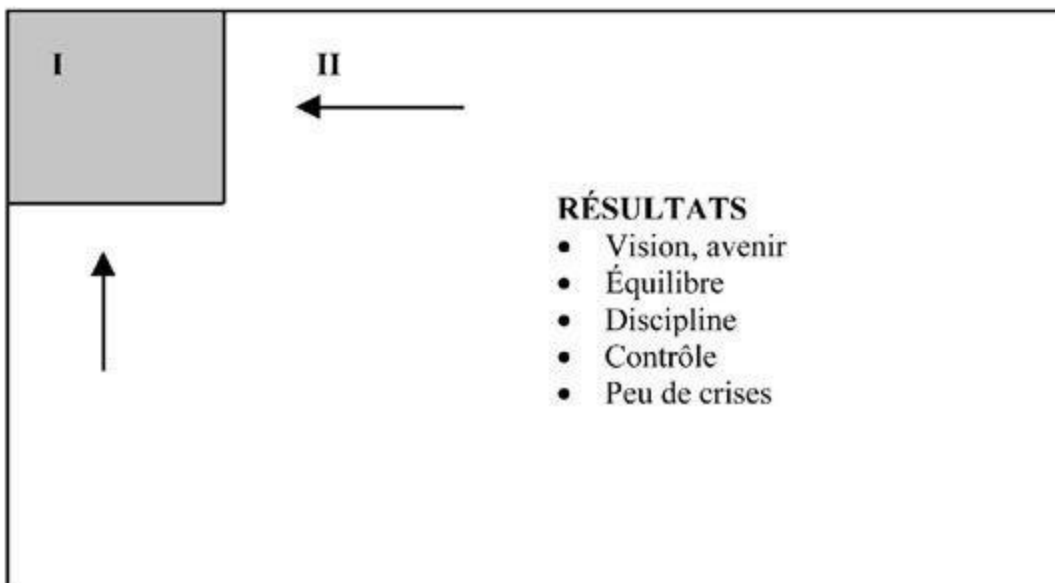 I
II
RÉSULTATS
• Vision, avenir
• Équilibre
• Discipline
• Contrôle
• Peu de crises